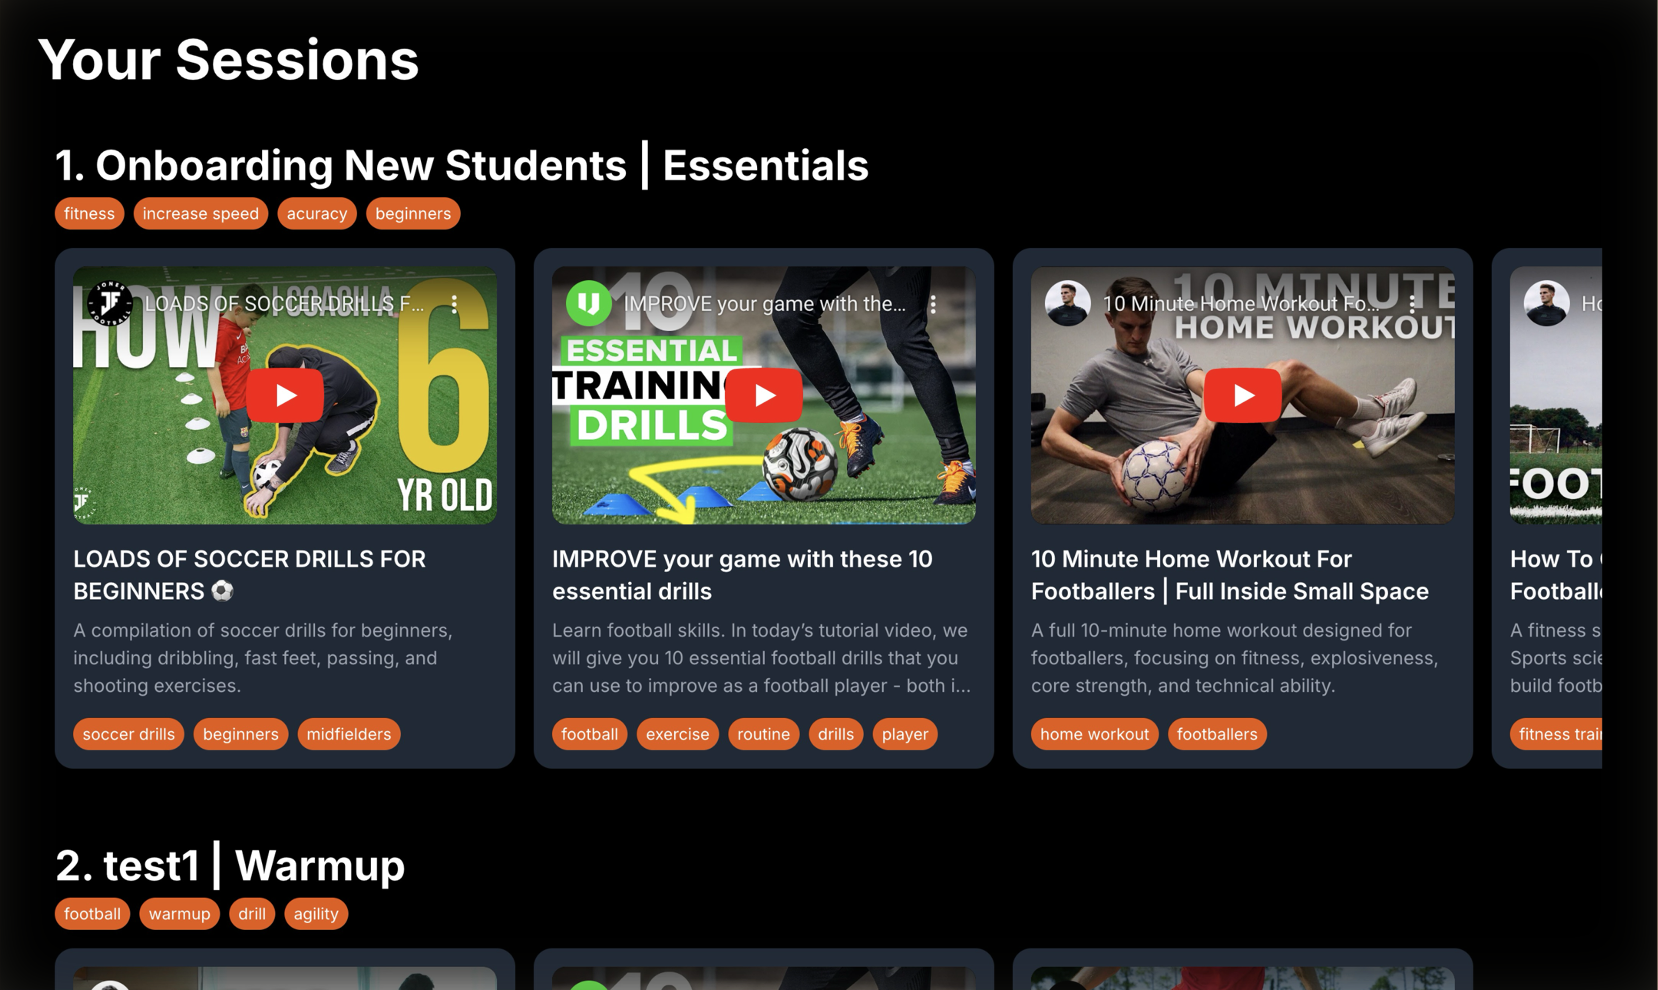 Your Sessions
1. Onboarding New Students | Essentials
fitness
increase speed
acuracy
beginners
LOADS OF SOCCER DRILLS F...
HOW
6
YR OLD
JF
LOADS OF SOCCER DRILLS FOR
BEGINNERS ⚽
A compilation of soccer drills for beginners,
including dribbling, fast feet, passing, and
shooting exercises.
soccer drills
beginners
midfielders
IMPROVE your game with the...
10
ESSENTIAL
TRAINING
DRILLS
IMPROVE your game with these 10
essential drills
Learn football skills. In today’s tutorial video, we
will give you 10 essential football drills that you
can use to improve as a football player - both i...
football
exercise
routine
drills
player
10 Minute Home Workout Fo...
10 MINUTE
HOME WORKOUT
10 Minute Home Workout For
Footballers | Full Inside Small Space
A full 10-minute home workout designed for
footballers, focusing on fitness, explosiveness,
core strength, and technical ability.
home workout
footballers
Ho
FOOT
How To
Footballe
A fitness s
Sports scie
build footb
fitness trai
2. test1 | Warmup
football
warmup
drill
agility